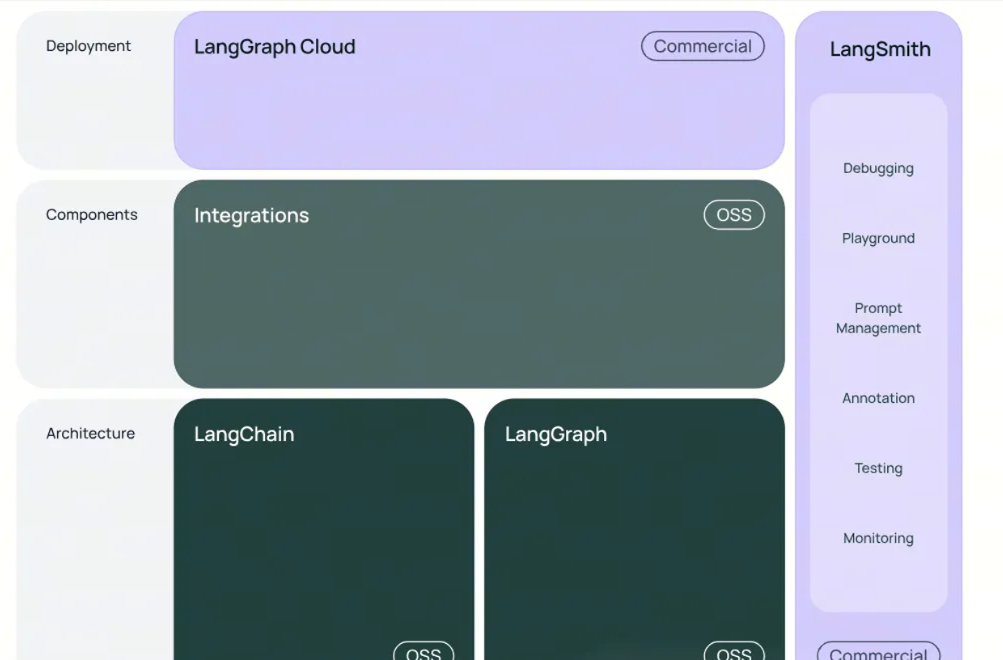 Deployment
LangGraph Cloud
Commercial
Components
Integrations
OSS
Architecture
LangChain
OSS
LangGraph
OSS
LangSmith
Debugging
Playground
Prompt
Management
Annotation
Testing
Monitoring
Commercial